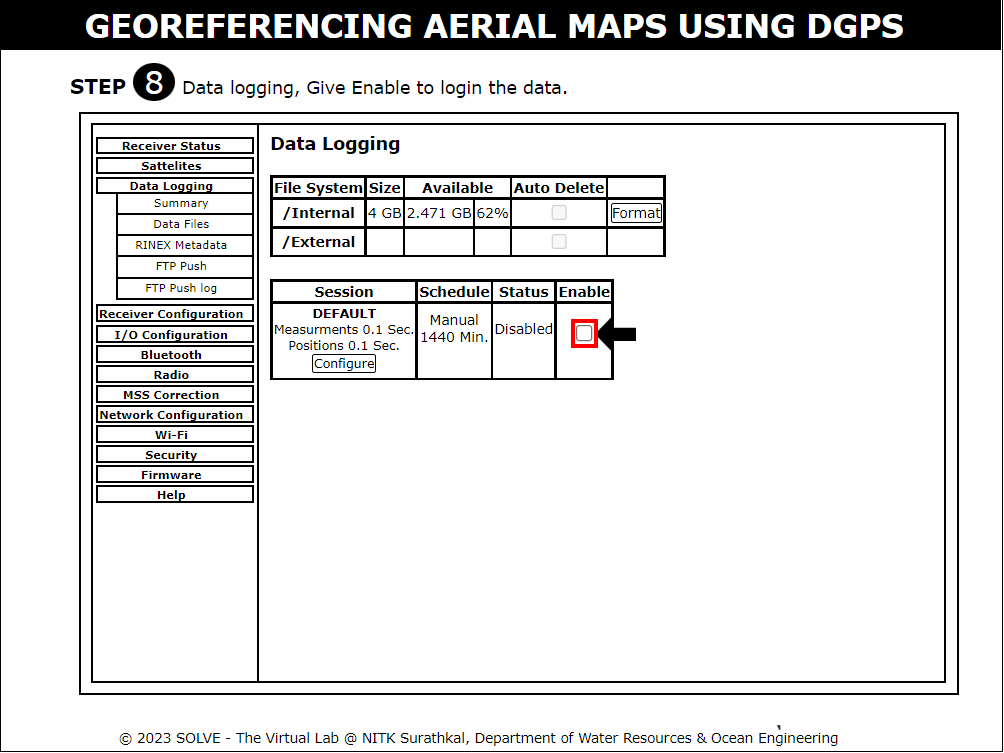 GEOREFERENCING AERIAL MAPS USING DGPS
STEP 8 Data logging, Give Enable to login the data.
Receiver Status
Sattelites
Data Logging
Summary
Data Files
RINEX Metadata
FTP Push
FTP Push log
Receiver Configuration
I/O Configuration
Bluetooth
Radio
MSS Correction
Network Configuration
Wi-Fi
Security
Firmware
Help
Data Logging
File System Size Available Auto Delete
/Internal 4 GB 2.471 GB 62% Format
/External
Session Schedule Status Enable
DEFAULT
Measurments 0.1 Sec.
Positions 0.1 Sec.
Configure
Manual
1440 Min.
Disabled
© 2023 SOLVE - The Virtual Lab @ NITK Surathkal, Department of Water Resources & Ocean Engineering